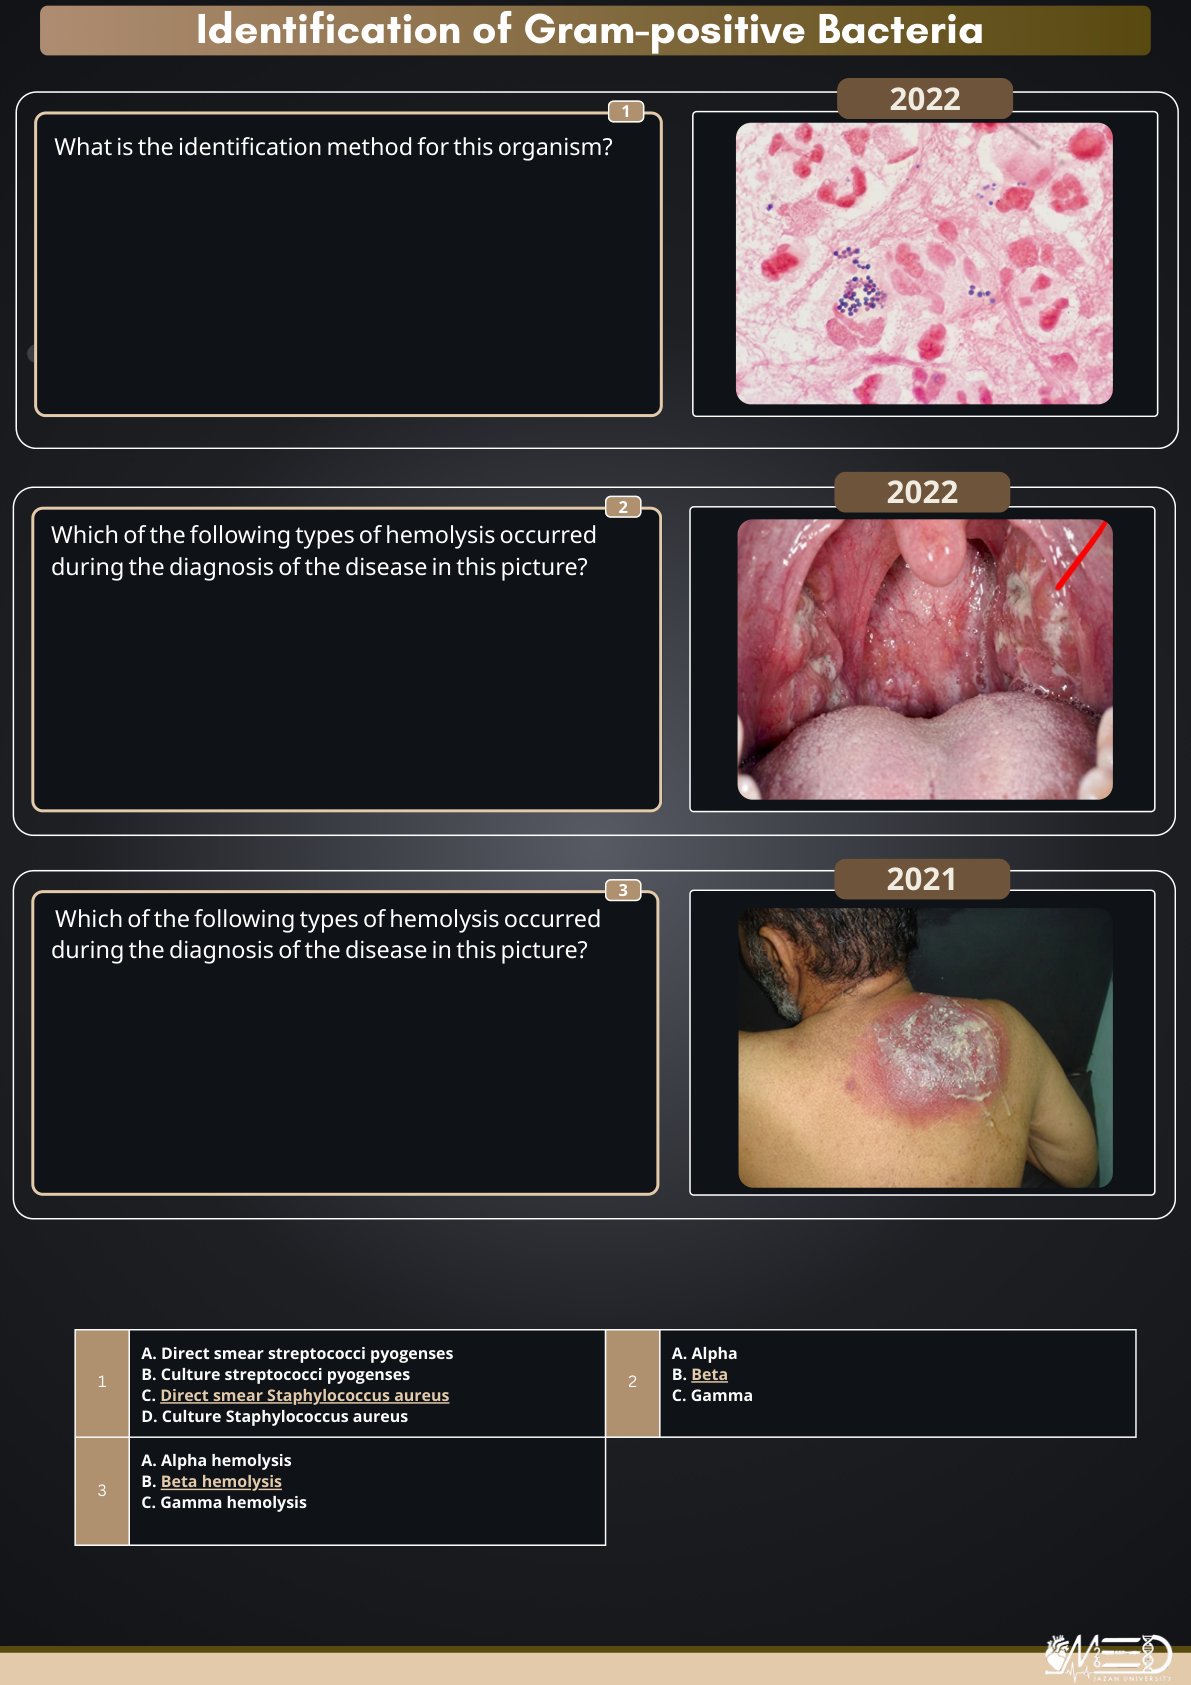 Identification of Gram-positive Bacteria
2022
1
What is the identification method for this organism?
2022
2
Which of the following types of hemolysis occurred
during the diagnosis of the disease in this picture?
2021
3
Which of the following types of hemolysis occurred
during the diagnosis of the disease in this picture?
1
A. Direct smear streptococci pyogenses
B. Culture streptococci pyogenses
C. Direct smear Staphylococcus aureus
D. Culture Staphylococcus aureus
2
A. Alpha
B. Beta
C. Gamma
3
A. Alpha hemolysis
B. Beta hemolysis
C. Gamma hemolysis
MED
JAZAN UNIVERSITY